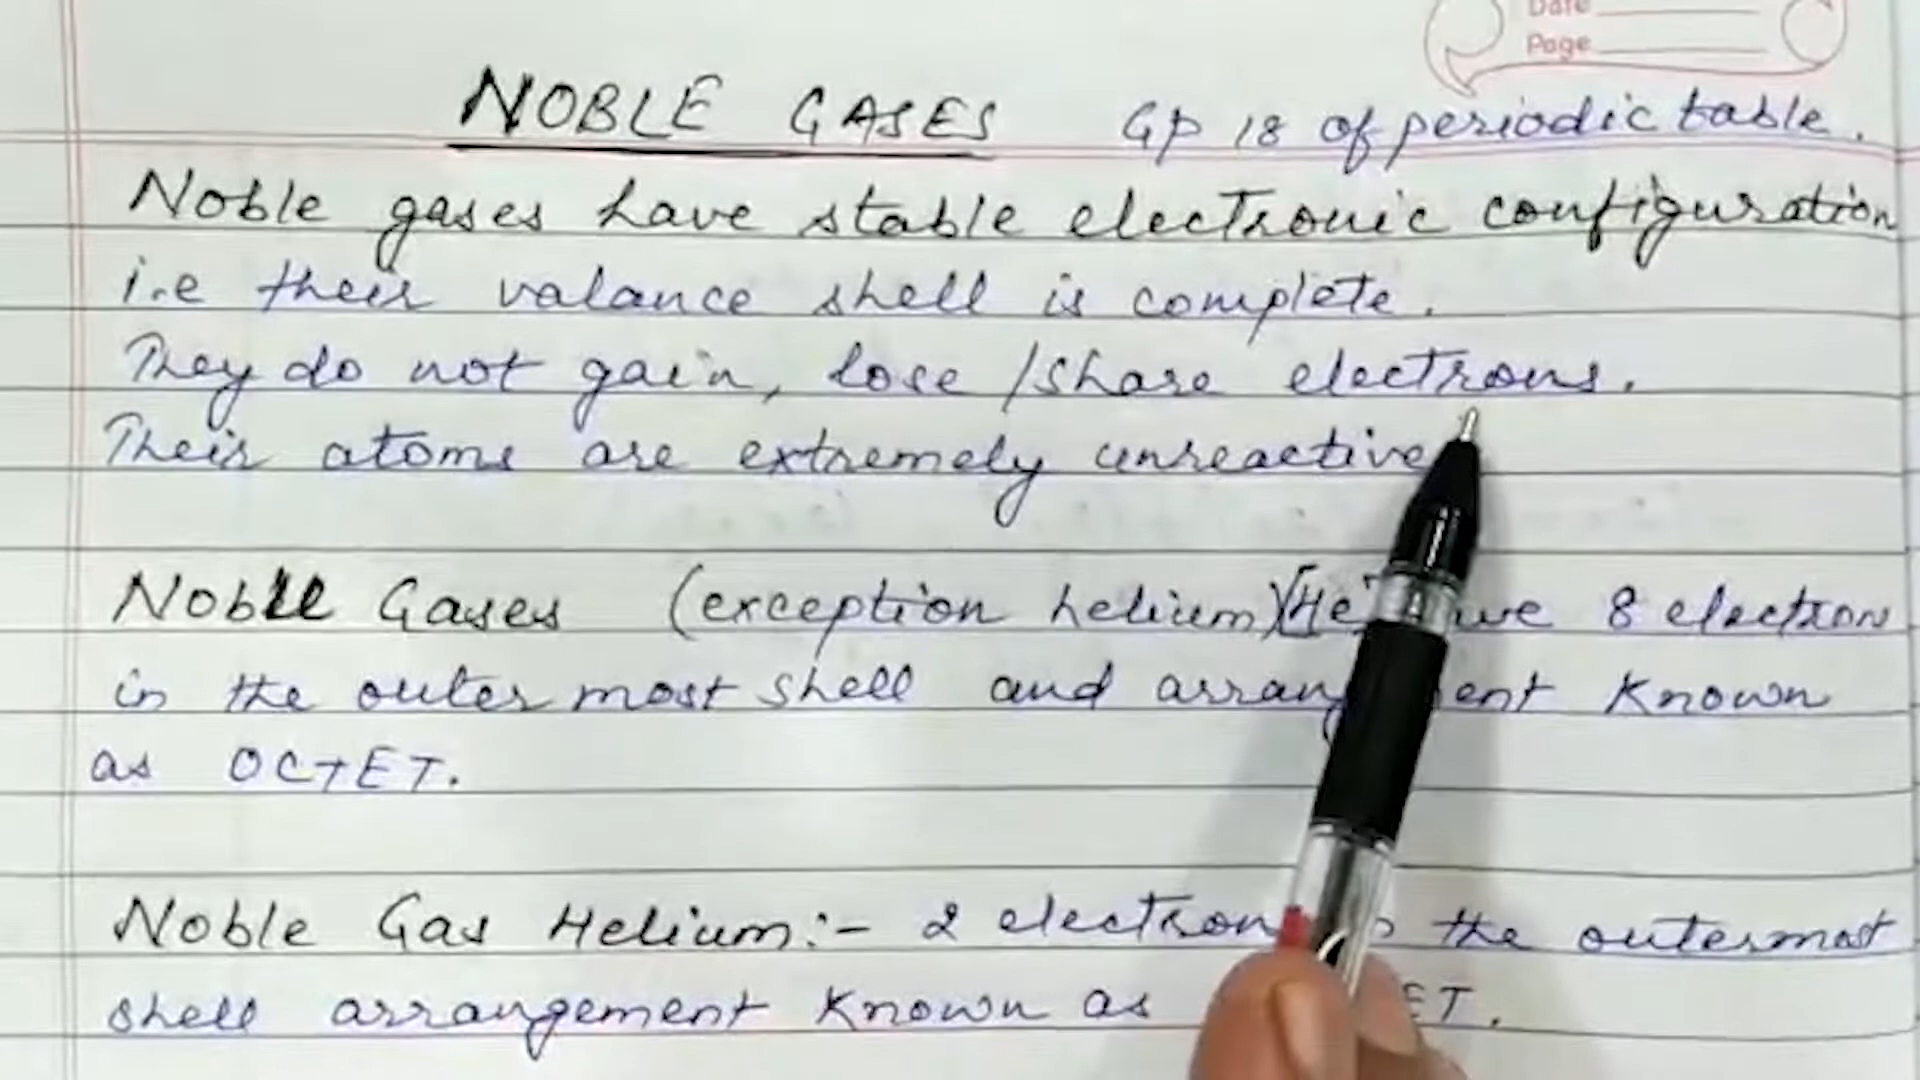 Date
Page
NOBLE GASES GP 18 of periodic table.
Noble gases have stable electronic configuration
i.e their valance shell is complete.
They do not gain, lose /share electrons.
Their atoms are extremely unreactive
Noble Gases (exception helium) [He] 8 electron
in the outer most shell and known
as OCTET.
Noble Gas Helium:- 2 electron the outermost
shell arrangement known as